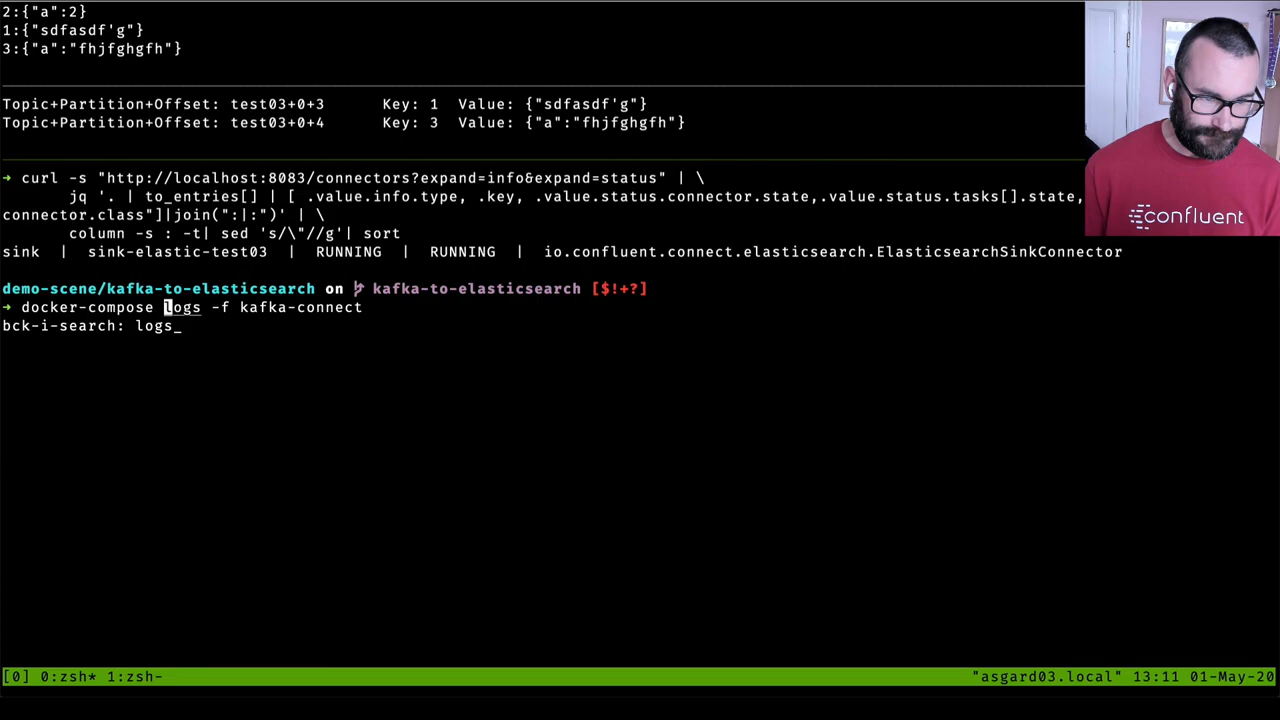 2:{"a":2}
1:{"sdfasdf'g"}
3:{"a":"fhjfghgfh"}
Topic+Partition+Offset: test03+0+3      Key: 1  Value: {"sdfasdf'g"}
Topic+Partition+Offset: test03+0+4      Key: 3  Value: {"a":"fhjfghgfh"}
→ curl -s "http://localhost:8083/connectors?expand=info&expand=status" | \
jq '. | to_entries[] | [ .value.info.type, .key, .value.status.connector.state,.value.status.tasks[].state,
connector.class"]|join(":|:")' | \
column -s : -t| sed 's/\"//g'| sort
sink  |  sink-elastic-test03  |  RUNNING  |  RUNNING  |  io.confluent.connect.elasticsearch.ElasticsearchSinkConnector
demo-scene/kafka-to-elasticsearch on kafka-to-elasticsearch [$!+?]
→ docker-compose logs -f kafka-connect
bck-i-search: logs_
[0] 0:zsh* 1:zsh-
"asgard03.local" 13:11 01-May-20
confluent